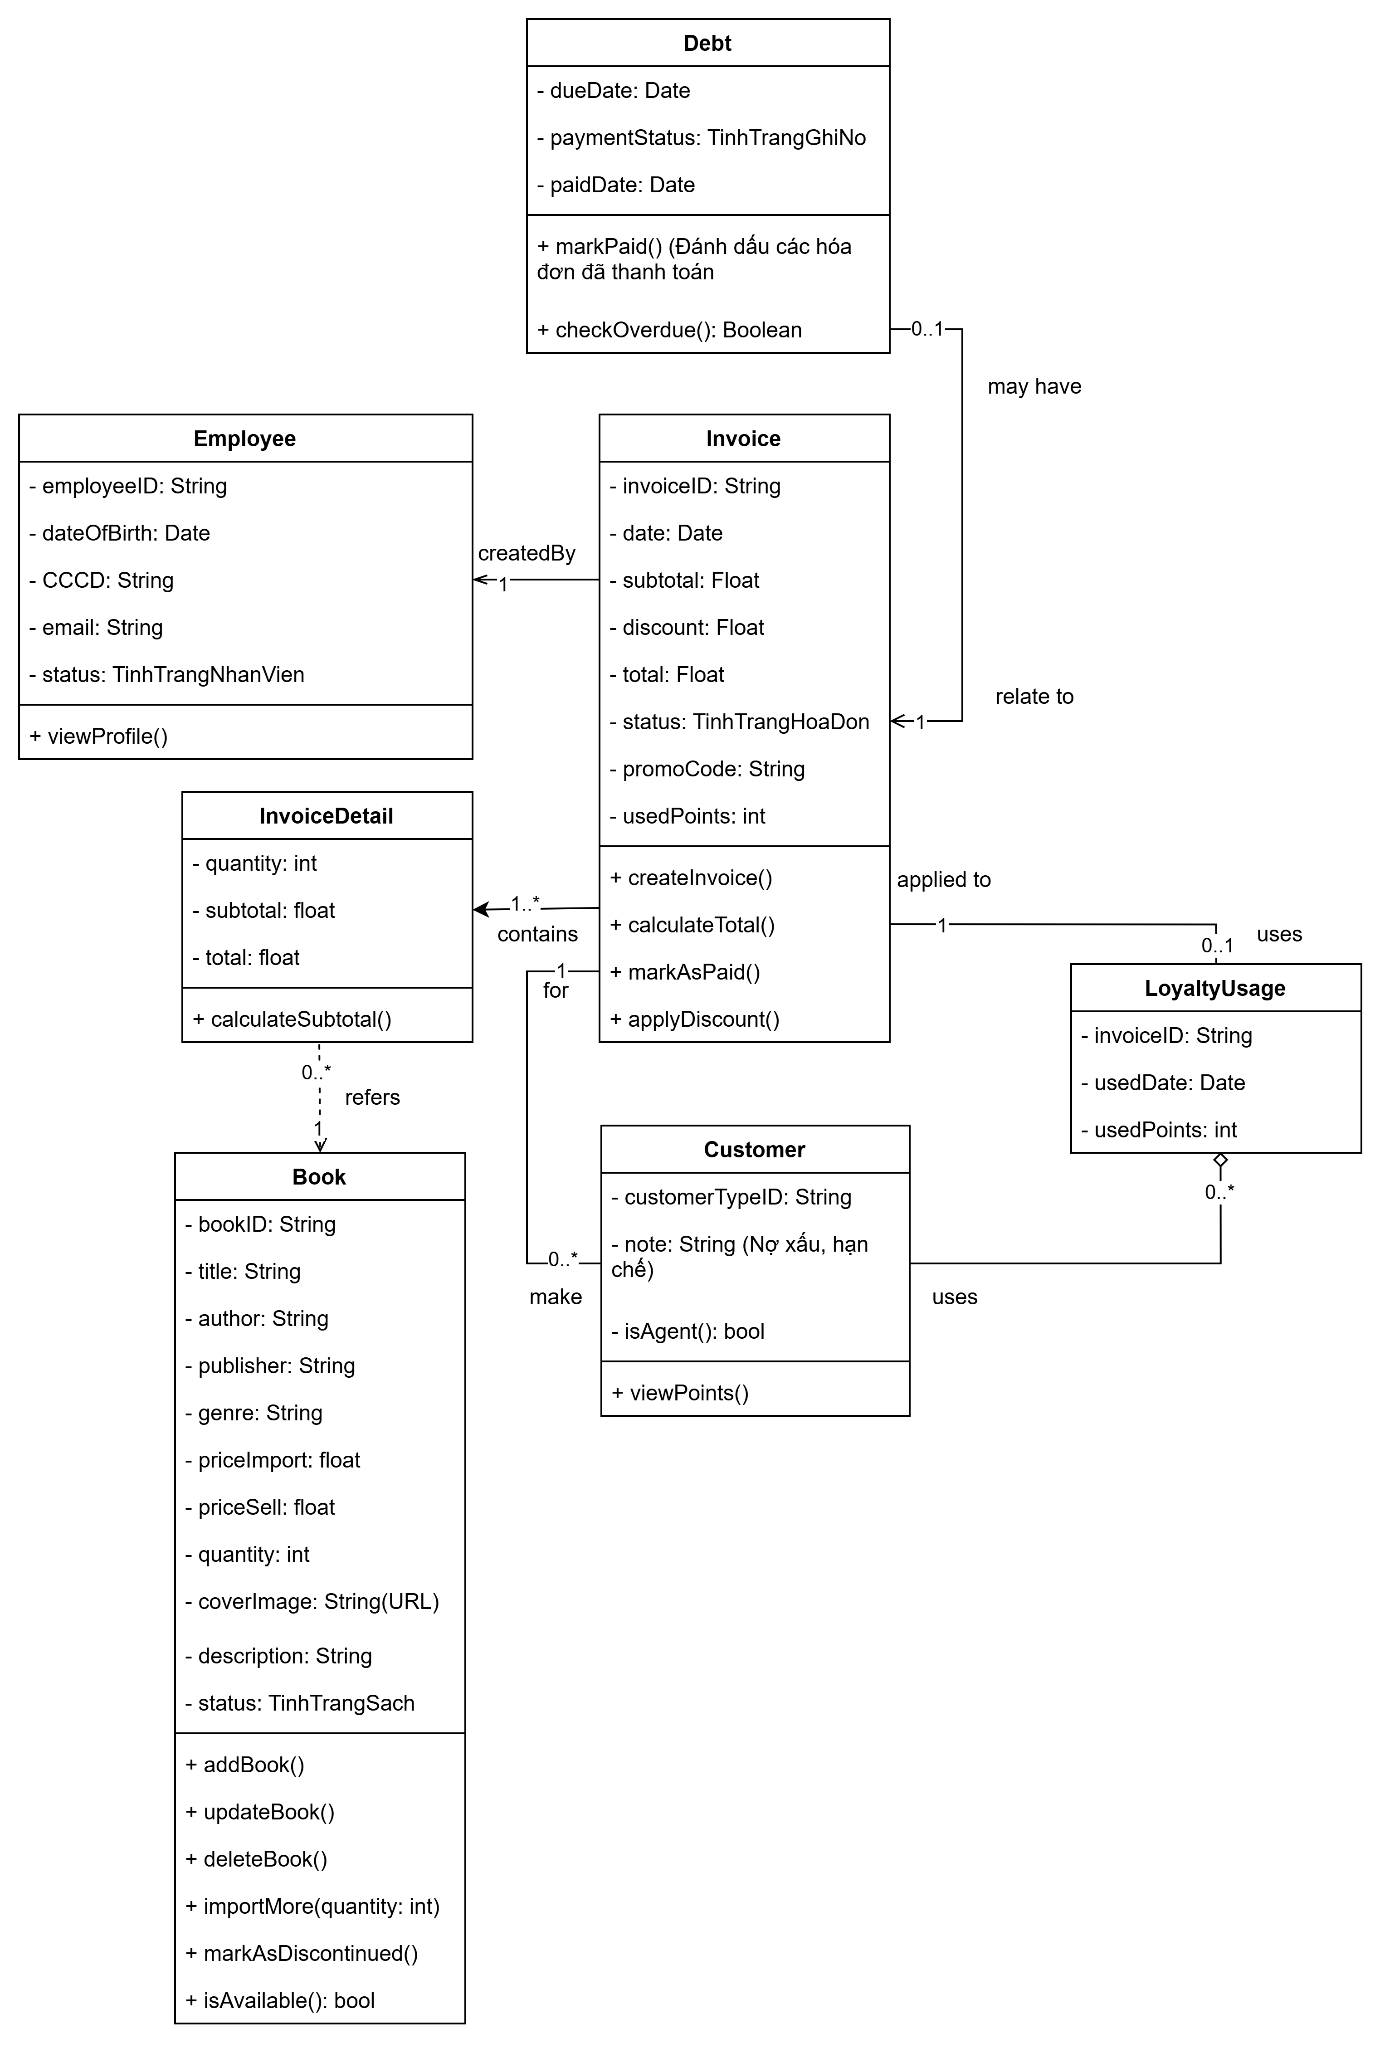 Debt
- dueDate: Date
- paymentStatus: TinhTrangGhiNo
- paidDate: Date
+ markPaid() (Đánh dấu các hóa
đơn đã thanh toán
+ checkOverdue(): Boolean
0..1
may have
relate to
1
Employee
- employeeID: String
- dateOfBirth: Date
- CCCD: String
- email: String
- status: TinhTrangNhanVien
+ viewProfile()
createdBy
1
Invoice
- invoiceID: String
- date: Date
- subtotal: Float
- discount: Float
- total: Float
- status: TinhTrangHoaDon
- promoCode: String
- usedPoints: int
+ createInvoice()
+ calculateTotal()
+ markAsPaid()
+ applyDiscount()
InvoiceDetail
- quantity: int
- subtotal: float
- total: float
+ calculateSubtotal()
1..*
contains
1
for
applied to
1
0..1
uses
LoyaltyUsage
- invoiceID: String
- usedDate: Date
- usedPoints: int
0..*
refers
1
0..*
make
Customer
- customerTypeID: String
- note: String (Nợ xấu, hạn
chế)
- isAgent(): bool
+ viewPoints()
0..*
uses
Book
- bookID: String
- title: String
- author: String
- publisher: String
- genre: String
- priceImport: float
- priceSell: float
- quantity: int
- coverImage: String(URL)
- description: String
- status: TinhTrangSach
+ addBook()
+ updateBook()
+ deleteBook()
+ importMore(quantity: int)
+ markAsDiscontinued()
+ isAvailable(): bool